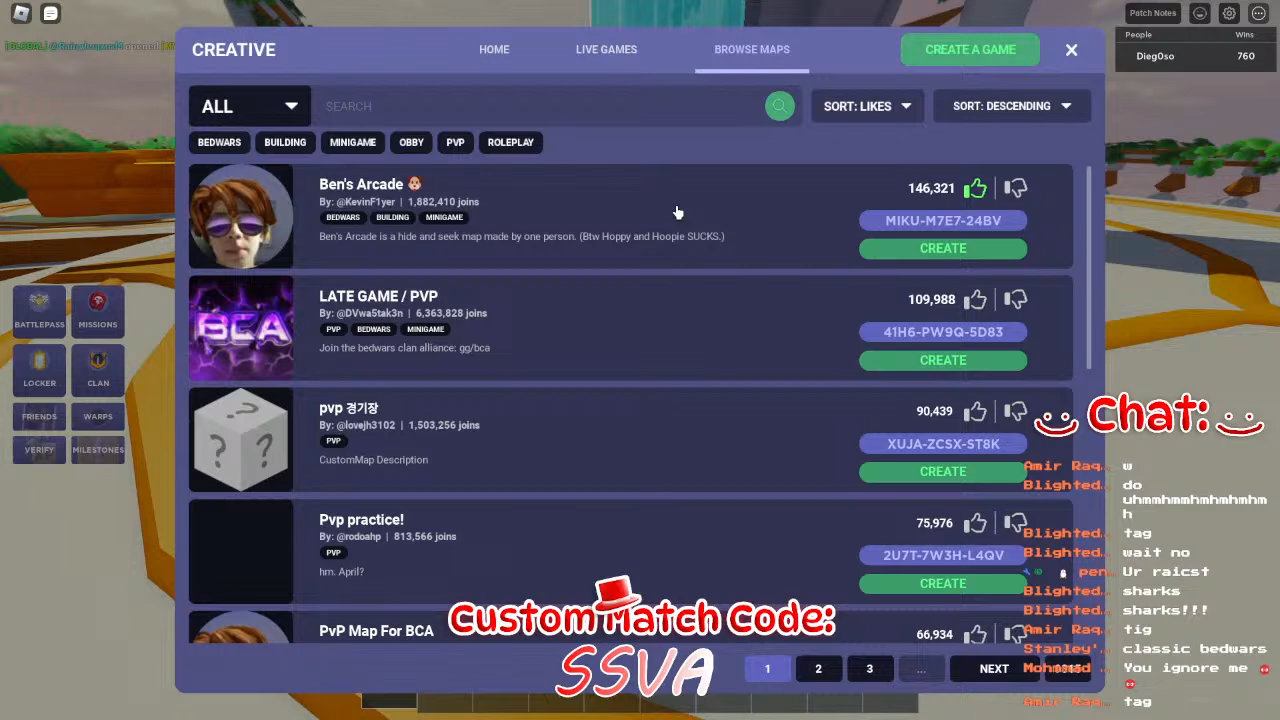 Patch Notes
People Wins
Dieg0so 760
CREATIVE
HOME
LIVE GAMES
BROWSE MAPS
CREATE A GAME
ALL
SEARCH
SORT: LIKES
SORT: DESCENDING
BEDWARS
BUILDING
MINIGAME
OBBY
PVP
ROLEPLAY
Ben's Arcade
By: @KevinF1yer | 1,882,410 joins
BEDWARS BUILDING MINIGAME
Ben's Arcade is a hide and seek map made by one person. (Btw Hoppy and Hoopie SUCKS.)
146,321
MIKU-M7E7-24BV
CREATE
BCA
LATE GAME / PVP
By: @DVwa5tak3n | 6,363,828 joins
PVP BEDWARS MINIGAME
Join the bedwars clan alliance: gg/bca
109,988
41H6-PW9Q-5D83
CREATE
pvp 경기장
By: @lovejh3102 | 1,503,256 joins
PVP
CustomMap Description
90,439
XUJA-ZCSX-ST8K
CREATE
Pvp practice!
By: @rodoahp | 813,566 joins
PVP
hm. April?
75,976
2U7T-7W3H-L4QV
CREATE
PvP Map For BCA
66,934
1 2 3 ... NEXT
BATTLEPASS
MISSIONS
LOCKER
CLAN
FRIENDS
WARPS
VERIFY
MILESTONES
Custom Match Code:
SSVA
Chat:
Amir Raq… w
Blighted… do
uhmmhmmhmhmhmh
h
Blighted… tag
Blighted… wait no
pen… Ur raicst
Blighted… sharks
Blighted… sharks!!!
Amir Raq… tig
Stanley'… classic bedwars
Mohmmed … You ignore me
Amir Raq… tag